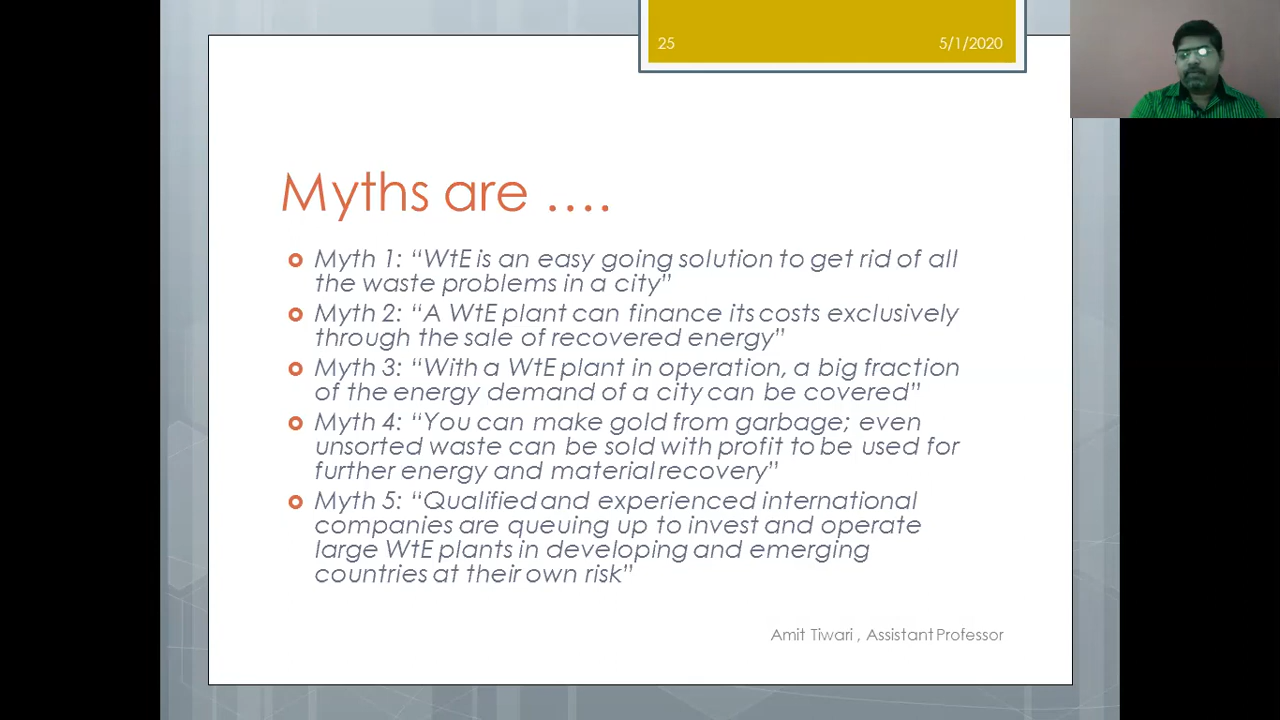 25
5/1/2020
Myths are ....
Myth 1: “WtE is an easy going solution to get rid of all
the waste problems in a city”
Myth 2: “A WtE plant can finance its costs exclusively
through the sale of recovered energy”
Myth 3: “With a WtE plant in operation, a big fraction
of the energy demand of a city can be covered”
Myth 4: “You can make gold from garbage; even
unsorted waste can be sold with profit to be used for
further energy and material recovery”
Myth 5: “Qualified and experienced international
companies are queuing up to invest and operate
large WtE plants in developing and emerging
countries at their own risk”
Amit Tiwari , Assistant Professor